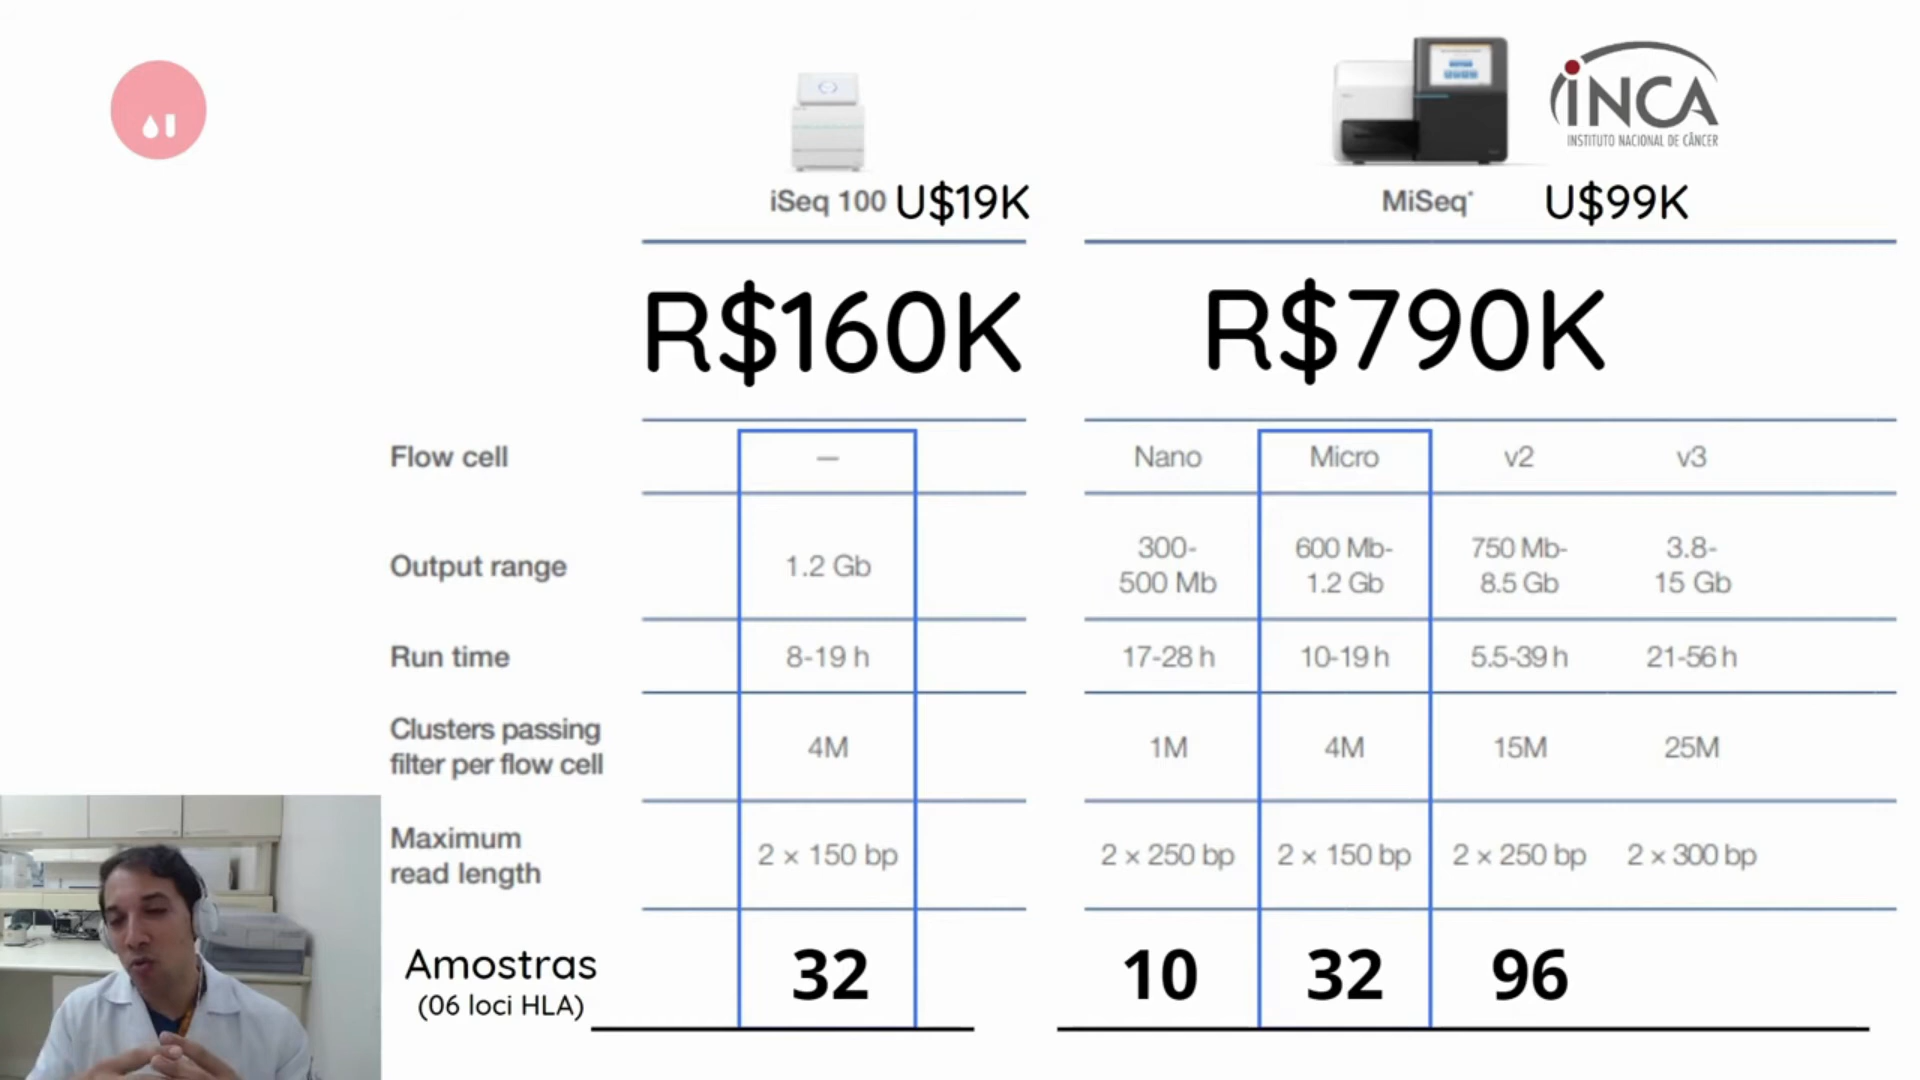 iNCA
INSTITUTO NACIONAL DE CÂNCER
iSeq 100 U$19K
MiSeq* U$99K
R$160K R$790K
Flow cell — Nano Micro v2 v3
Output range 1.2 Gb 300-500 Mb 600 Mb-1.2 Gb 750 Mb-8.5 Gb 3.8-15 Gb
Run time 8-19 h 17-28 h 10-19 h 5.5-39 h 21-56 h
Clusters passing
filter per flow cell 4M 1M 4M 15M 25M
Maximum
read length 2 × 150 bp 2 × 250 bp 2 × 150 bp 2 × 250 bp 2 × 300 bp
Amostras 32 10 32 96
(06 loci HLA)